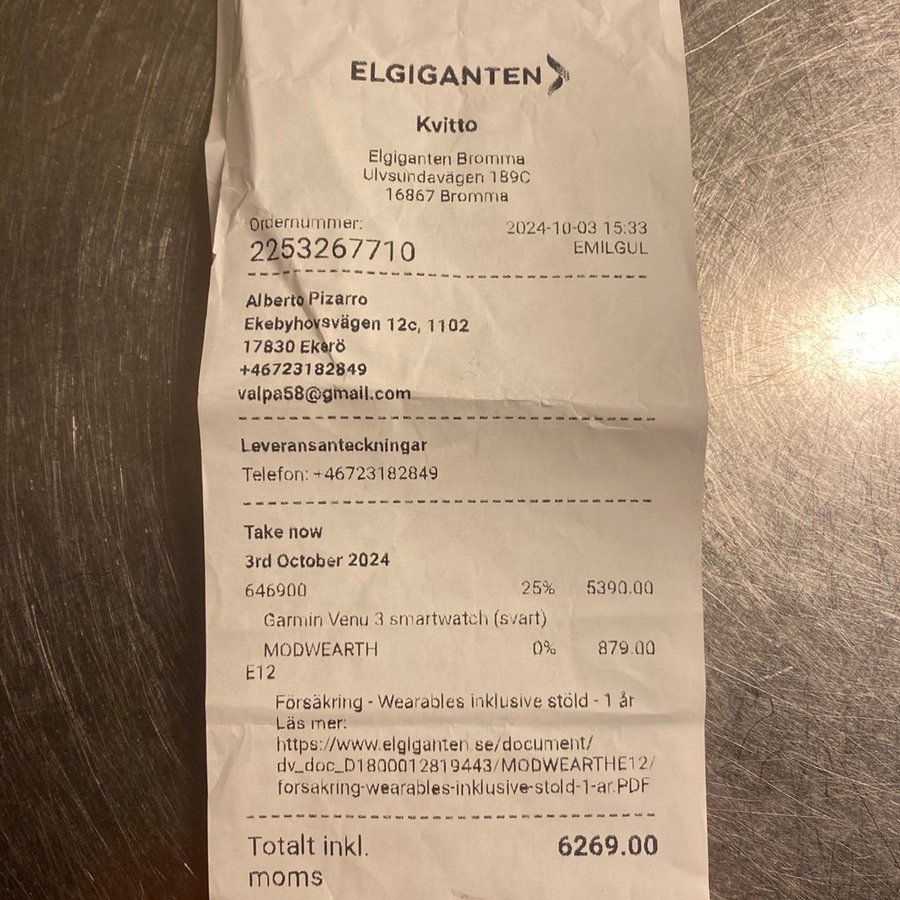 ELGIGANTEN
Kvitto
Elgiganten Bromma
Ulvsundavägen 189C
16867 Bromma
Ordernummer: 2024-10-03 15:33
2253267710 EMILGUL
Alberto Pizarro
Ekebyhovsvägen 12c, 1102
17830 Ekerö
+46723182849
valpa58@gmail.com
Leveransanteckningar
Telefon: +46723182849
Take now
3rd October 2024
646900 25% 5390.00
Garmin Venu 3 smartwatch (svart)
MODWEARTH 0% 879.00
E12
Försäkring - Wearables inklusive stöld - 1 år
Läs mer:
https://www.elgiganten.se/document/
dv_doc_D1800012819443/MODWEARTHE12/
forsakring-wearables-inklusive-stold-1-ar.PDF
Totalt inkl. 6269.00
moms